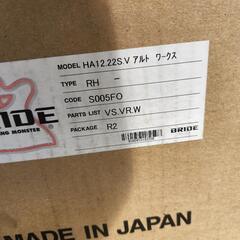 MODEL HA12.22S.V アルト ワークス
TYPE RH -
CODE S005FO
PARTS LIST VS.VR.W
PACKAGE R2 BRIDE
IDE
NG MONSTER
MADE IN JAPAN